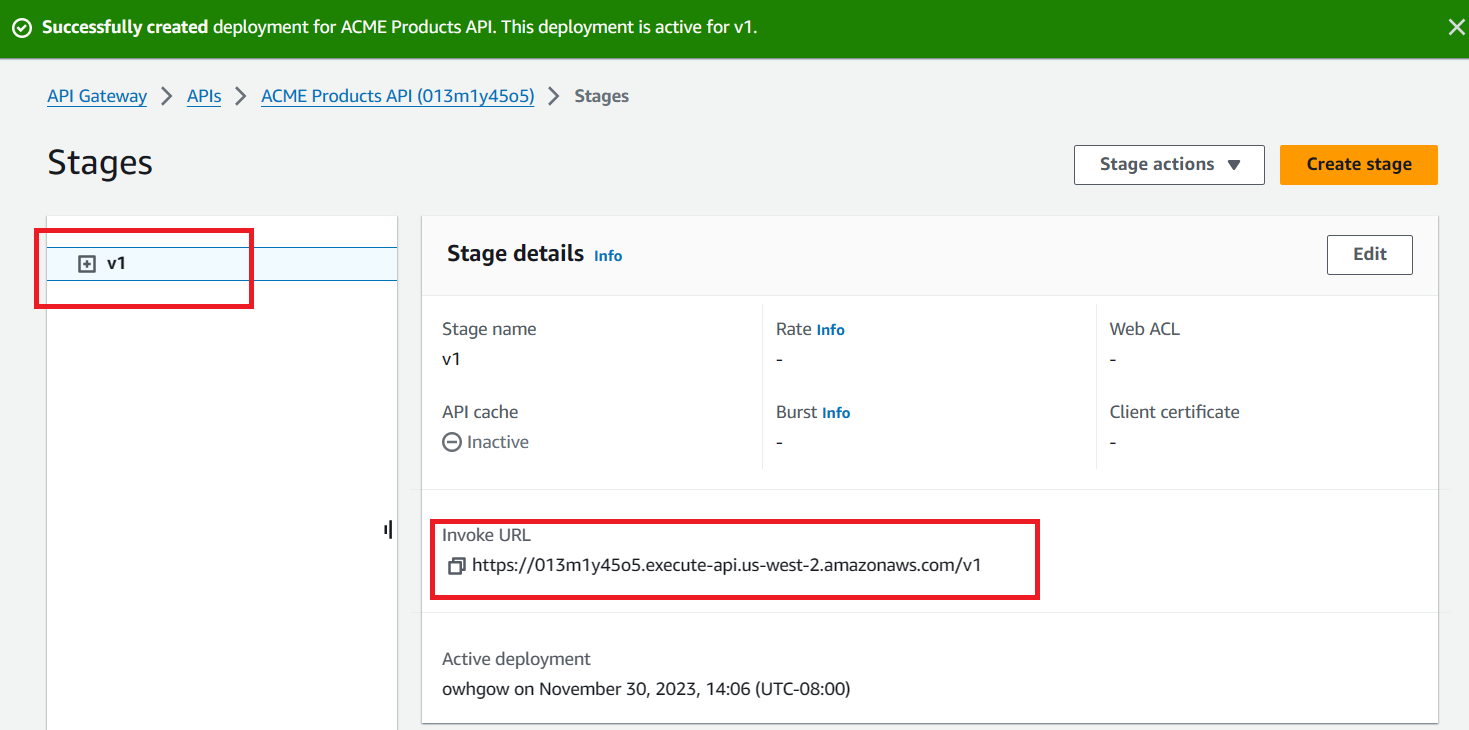 Successfully created deployment for ACME Products API. This deployment is active for v1.
API Gateway > APIs > ACME Products API (013m1y45o5) > Stages
Stages
Stage actions
Create stage
v1
Stage details Info
Edit
Stage name
v1
Rate Info
-
Web ACL
-
API cache
Inactive
Burst Info
-
Client certificate
-
Invoke URL
https://013m1y45o5.execute-api.us-west-2.amazonaws.com/v1
Active deployment
owhgow on November 30, 2023, 14:06 (UTC-08:00)